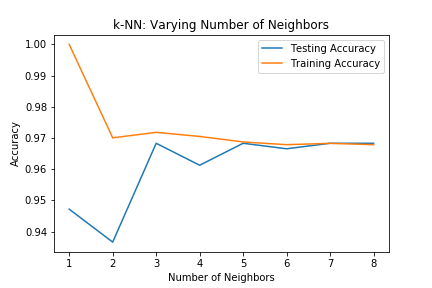 k-NN: Varying Number of Neighbors
Testing Accuracy
Training Accuracy
1.00
0.99
0.98
0.97
0.96
0.95
0.94
Accuracy
1 2 3 4 5 6 7 8
Number of Neighbors